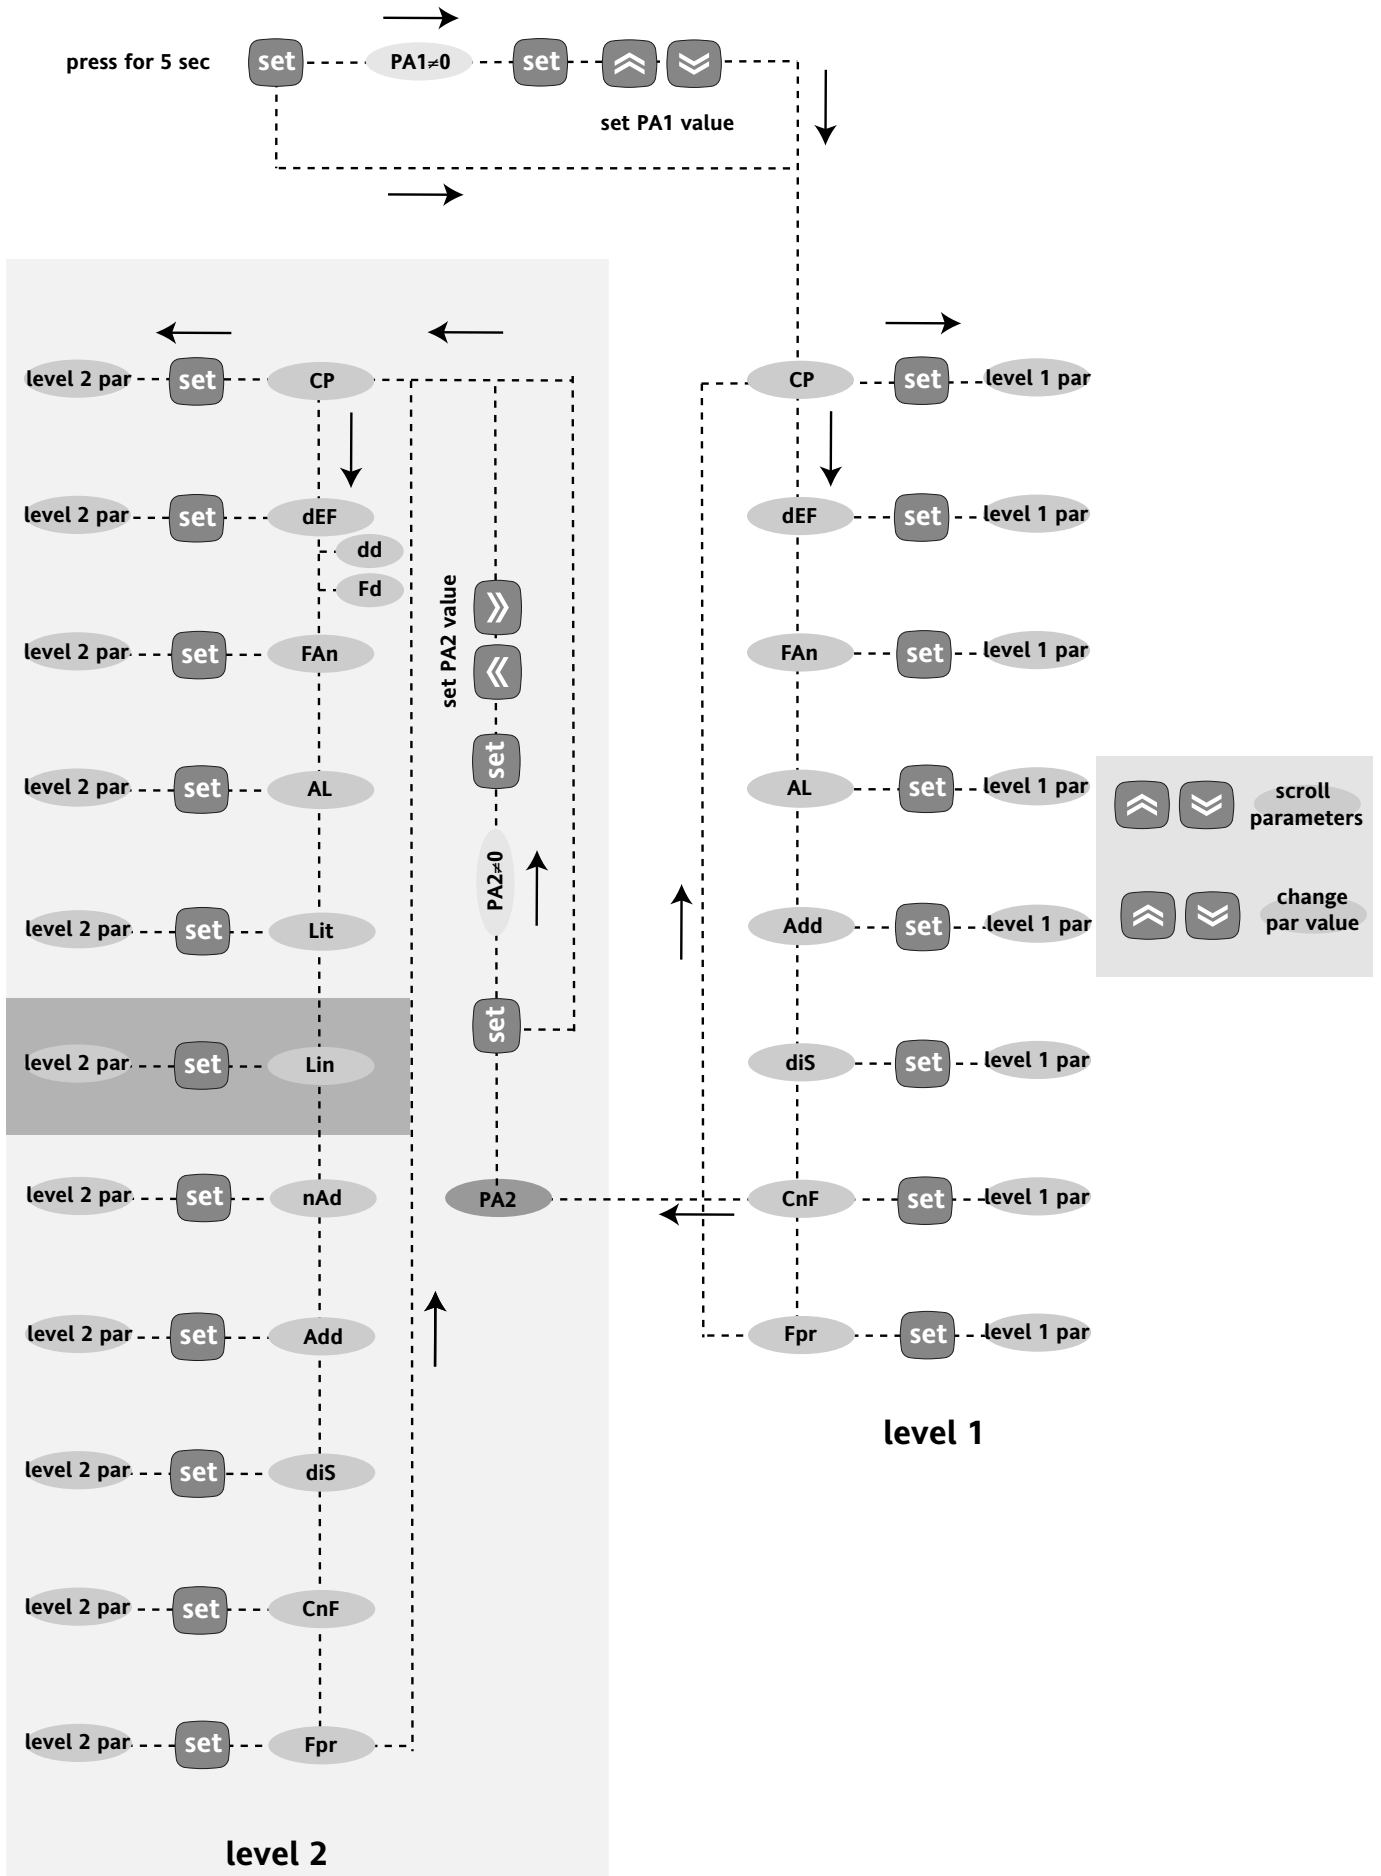 press for 5 sec
set
PA1≠0
set
set PA1 value
level 2 par
set
CP
level 2 par
set
dEF
dd
Fd
level 2 par
set
FAn
level 2 par
set
AL
level 2 par
set
Lit
level 2 par
set
Lin
level 2 par
set
nAd
level 2 par
set
Add
level 2 par
set
diS
level 2 par
set
CnF
level 2 par
set
Fpr
level 2
set PA2 value
set
PA2≠0
set
PA2
CP
set
level 1 par
dEF
set
level 1 par
FAn
set
level 1 par
AL
set
level 1 par
Add
set
level 1 par
diS
set
level 1 par
CnF
set
level 1 par
Fpr
set
level 1 par
level 1
scroll
parameters
change
par value